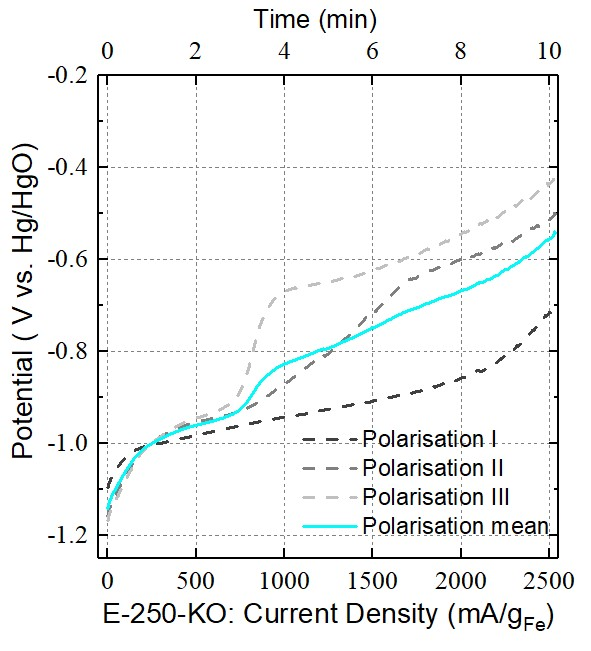 Time (min)
0 2 4 6 8 10
Potential ( V vs. Hg/HgO)
-0.2
-0.4
-0.6
-0.8
-1.0
-1.2
Polarisation I
Polarisation II
Polarisation III
Polarisation mean
0 500 1000 1500 2000 2500
E-250-KO: Current Density (mA/gFe)